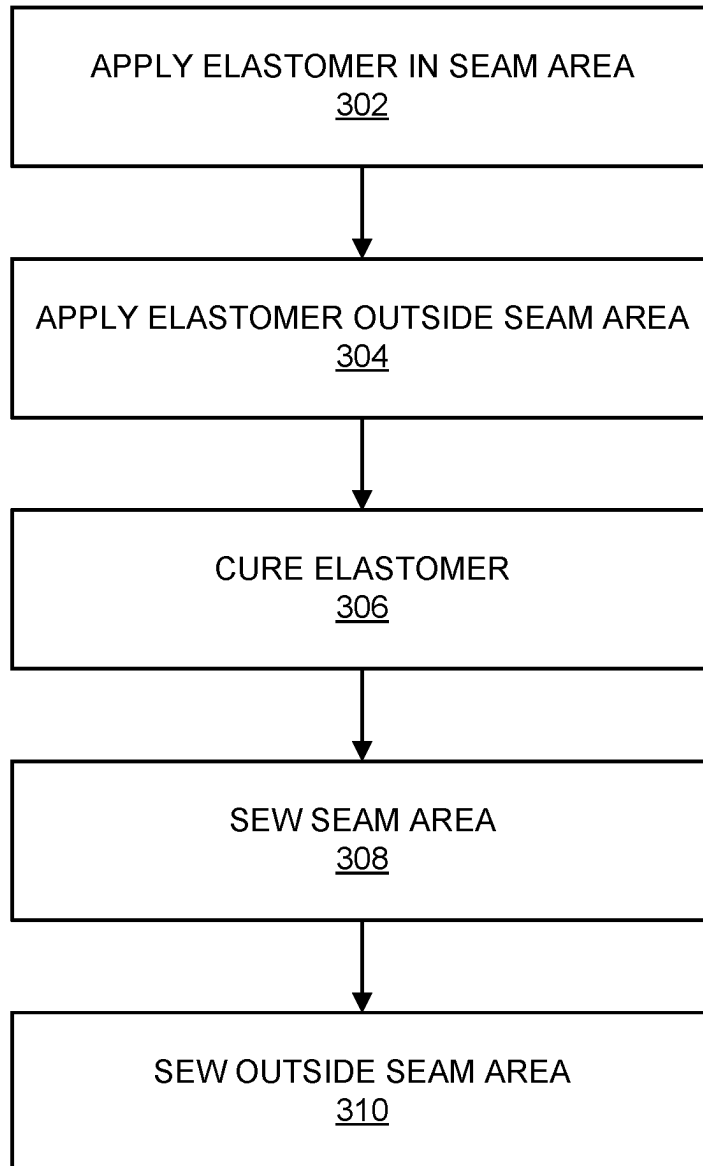 APPLY ELASTOMER IN SEAM AREA
302
APPLY ELASTOMER OUTSIDE SEAM AREA
304
CURE ELASTOMER
306
SEW SEAM AREA
308
SEW OUTSIDE SEAM AREA
310